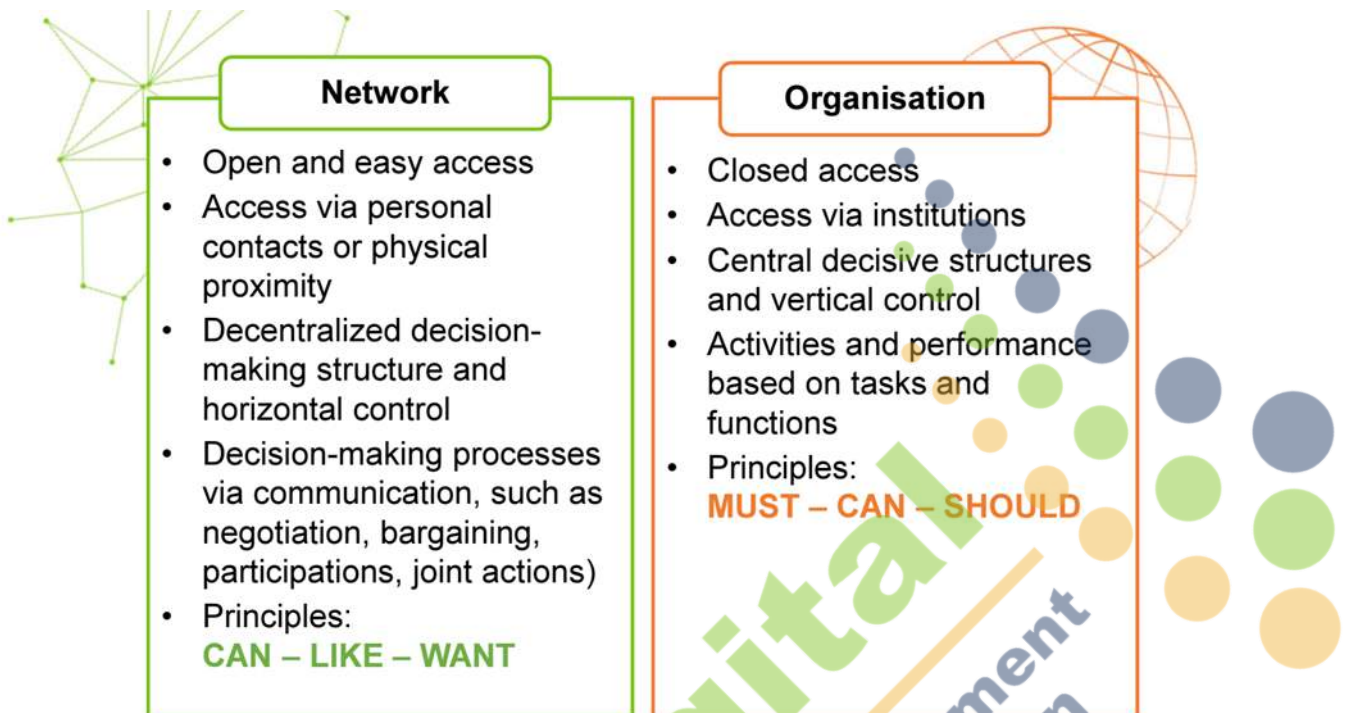 Network
• Open and easy access
• Access via personal
contacts or physical
proximity
• Decentralized decision-
making structure and
horizontal control
• Decision-making processes
via communication, such as
negotiation, bargaining,
participations, joint actions)
• Principles:
CAN – LIKE – WANT
Organisation
• Closed access
• Access via institutions
• Central decisive structures
and vertical control
• Activities and performance
based on tasks and
functions
• Principles:
MUST – CAN – SHOULD